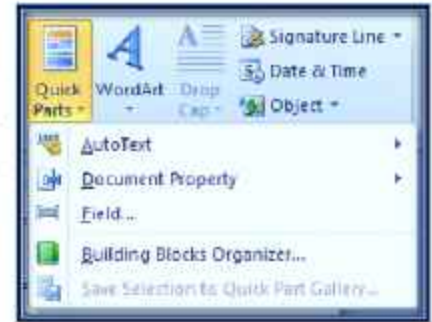 Quick Parts
WordArt
Drop Cap
Signature Line
Date & Time
Object
AutoText
Document Property
Field...
Building Blocks Organizer...
Save Selection to Quick Part Gallery...